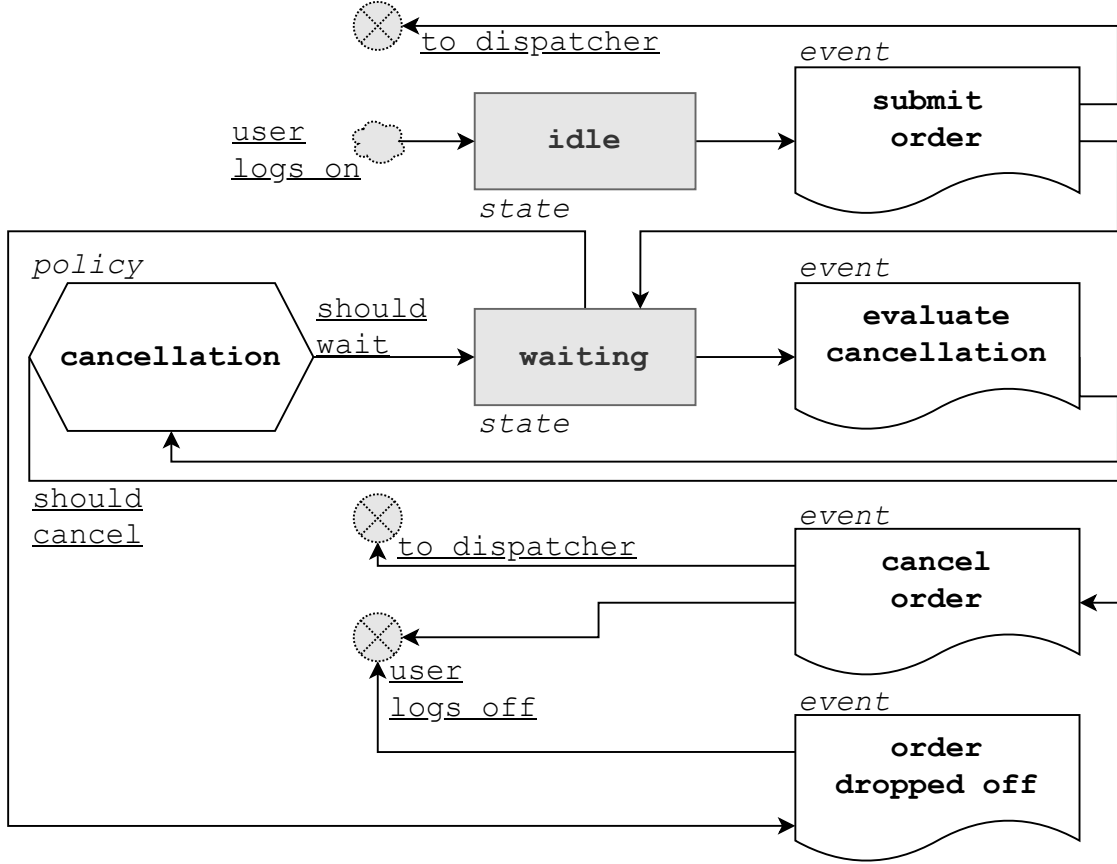 to dispatcher
event
submit
order
user
logs on
idle
state
policy
cancellation
should
wait
waiting
state
event
evaluate
cancellation
should
cancel
to dispatcher
event
cancel
order
user
logs off
event
order
dropped off